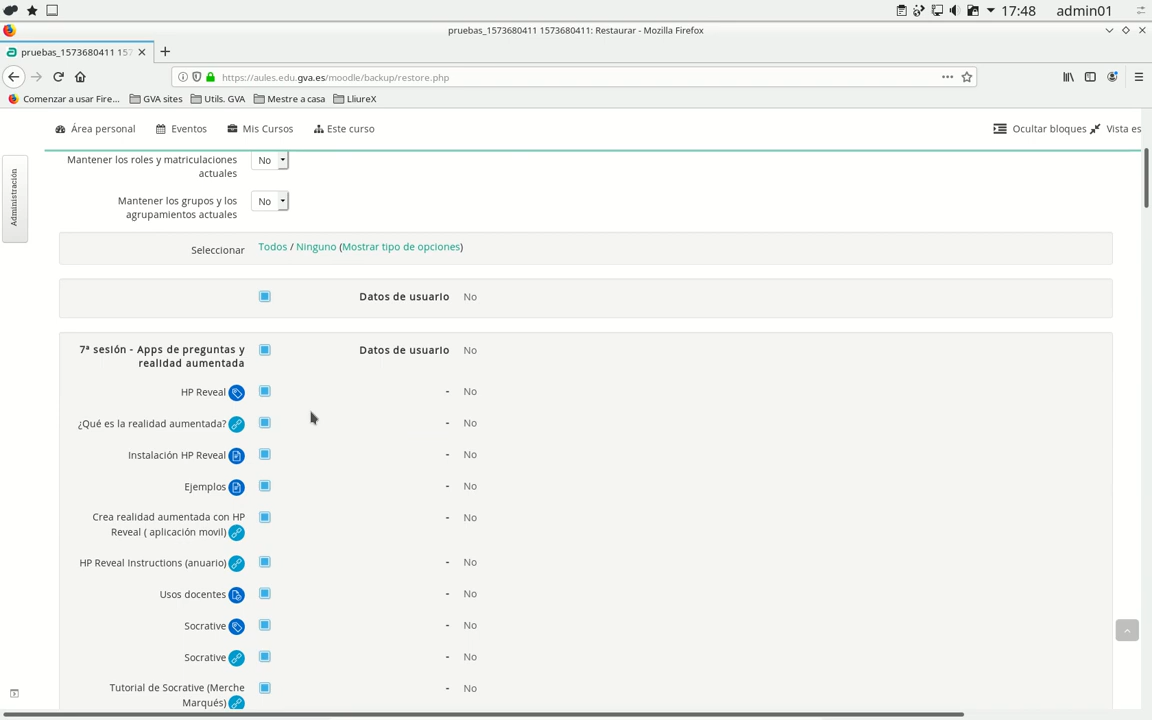 17:48 admin01
pruebas_1573680411 1573680411: Restaurar - Mozilla Firefox
pruebas_1573680411 157
https://aules.edu.gva.es/moodle/backup/restore.php
Comenzar a usar Fire... GVA sites Utils. GVA Mestre a casa LliureX
Área personal Eventos Mis Cursos Este curso Ocultar bloques Vista es
Administración
Mantener los roles y matriculaciones No
actuales
Mantener los grupos y los No
agrupamientos actuales
Seleccionar Todos / Ninguno (Mostrar tipo de opciones)
Datos de usuario No
7ª sesión - Apps de preguntas y Datos de usuario No
realidad aumentada
HP Reveal - No
¿Qué es la realidad aumentada? - No
Instalación HP Reveal - No
Ejemplos - No
Crea realidad aumentada con HP - No
Reveal ( aplicación movil)
HP Reveal Instructions (anuario) - No
Usos docentes - No
Socrative - No
Socrative - No
Tutorial de Socrative (Merche - No
Marqués)